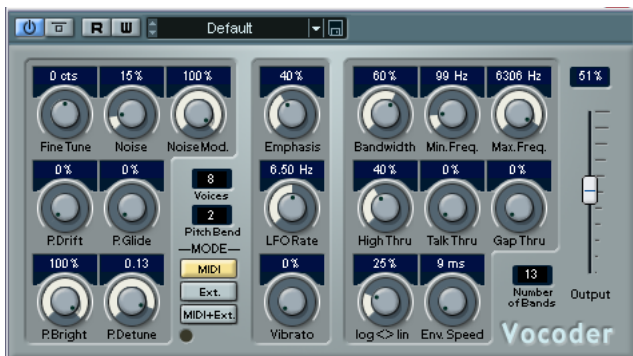 R W Default
0 cts 15% 100% 40% 60% 99 Hz 6306 Hz 51%
Fine Tune Noise Noise Mod. Emphasis Bandwidth Min. Freq. Max. Freq.
0% 0% 8 6.50 Hz 40% 0% 0%
Voices
2
P.Drift P.Glide Pitch Bend LFO Rate High Thru Talk Thru Gap Thru
MODE
100% 0.13 MIDI 0% 25% 9 ms 13
Ext. Number
of Bands Output
MIDI+Ext.
P.Bright P.Detune Vibrato log<>lin Env. Speed Vocoder